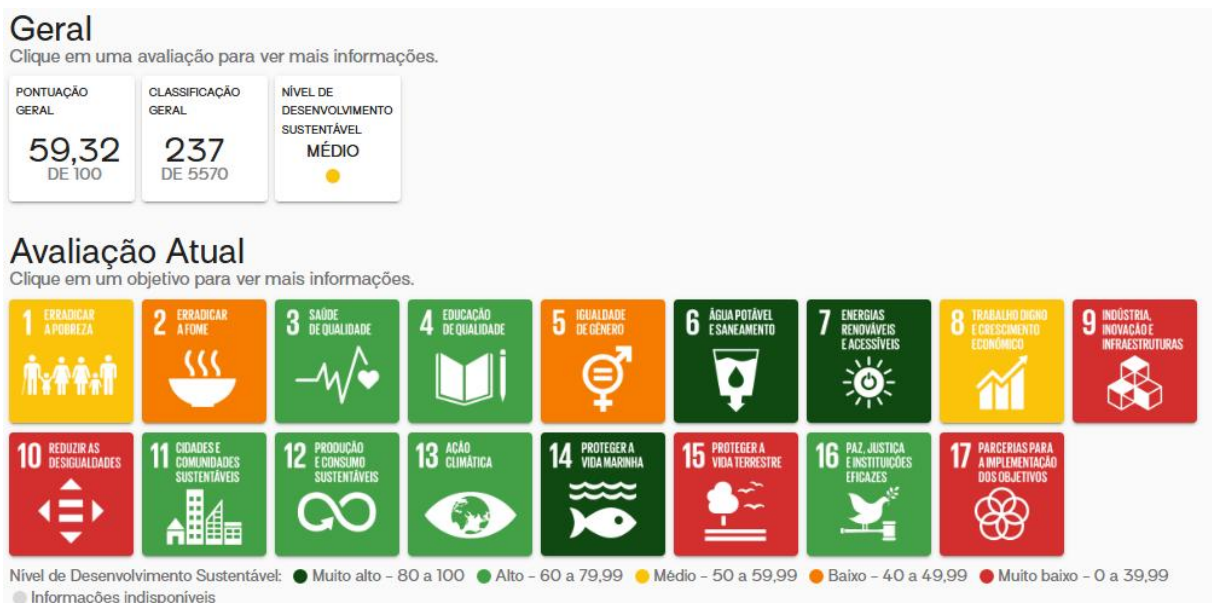 Geral
Clique em uma avaliação para ver mais informações.
PONTUAÇÃO
GERAL
59,32
DE 100
CLASSIFICAÇÃO
GERAL
237
DE 5570
NÍVEL DE
DESENVOLVIMENTO
SUSTENTÁVEL
MÉDIO
Avaliação Atual
Clique em um objetivo para ver mais informações.
1 ERRADICAR
A POBREZA
2 ERRADICAR
A FOME
3 SAÚDE
DE QUALIDADE
4 EDUCAÇÃO
DE QUALIDADE
5 IGUALDADE
DE GÉNERO
6 ÁGUA POTÁVEL
E SANEAMENTO
7 ENERGIAS
RENOVÁVEIS
E ACESSÍVEIS
8 TRABALHO DIGNO
E CRESCIMENTO
ECONÓMICO
9 INDÚSTRIA,
INOVAÇÃO E
INFRAESTRUTURAS
10 REDUZIR AS
DESIGUALDADES
11 CIDADES E
COMUNIDADES
SUSTENTÁVEIS
12 PRODUÇÃO
E CONSUMO
SUSTENTÁVEIS
13 AÇÃO
CLIMÁTICA
14 PROTEGER A
VIDA MARINHA
15 PROTEGER A
VIDA TERRESTRE
16 PAZ, JUSTIÇA
E INSTITUIÇÕES
EFICAZES
17 PARCERIAS PARA
A IMPLEMENTAÇÃO
DOS OBJETIVOS
Nível de Desenvolvimento Sustentável: Muito alto - 80 a 100 Alto - 60 a 79,99 Médio - 50 a 59,99 Baixo - 40 a 49,99 Muito baixo - 0 a 39,99
Informações indisponíveis